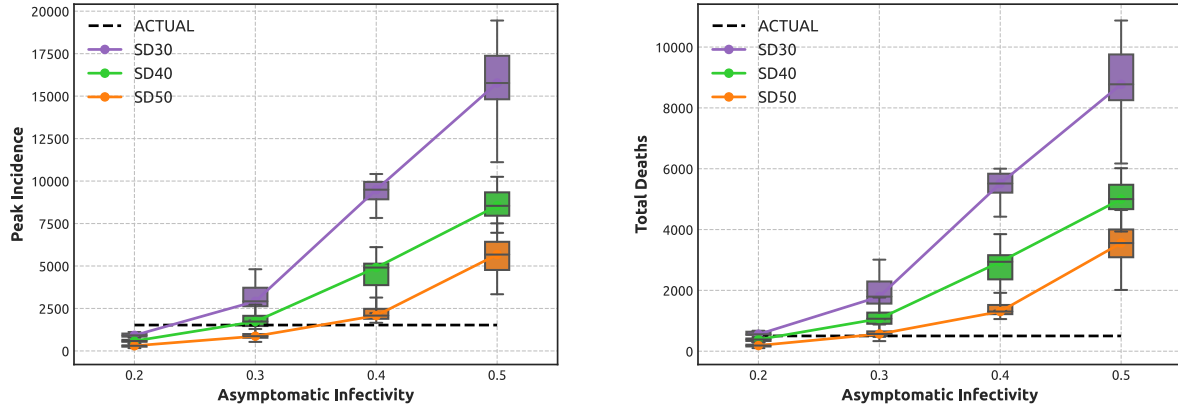 20000
17500
15000
12500
10000
7500
5000
2500
0
Peak Incidence
ACTUAL
SD30
SD40
SD50
0.2 0.3 0.4 0.5
Asymptomatic Infectivity
10000
8000
6000
4000
2000
0
Total Deaths
ACTUAL
SD30
SD40
SD50
0.2 0.3 0.4 0.5
Asymptomatic Infectivity